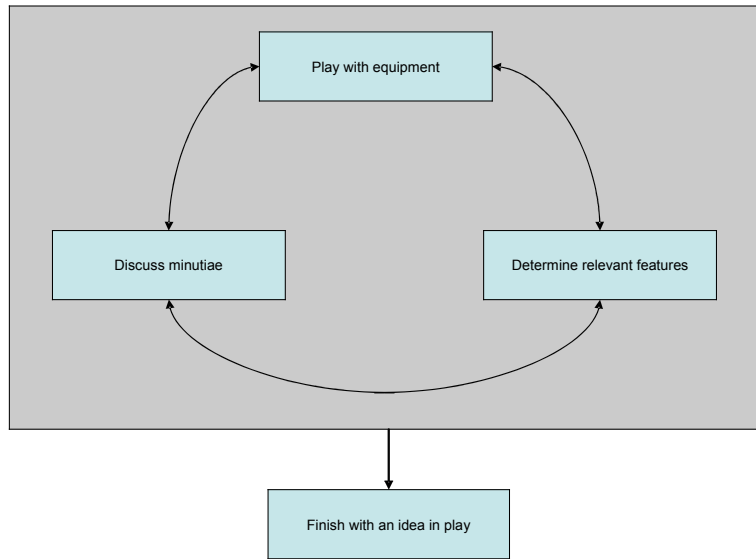 Play with equipment
Discuss minutiae
Determine relevant features
Finish with an idea in play